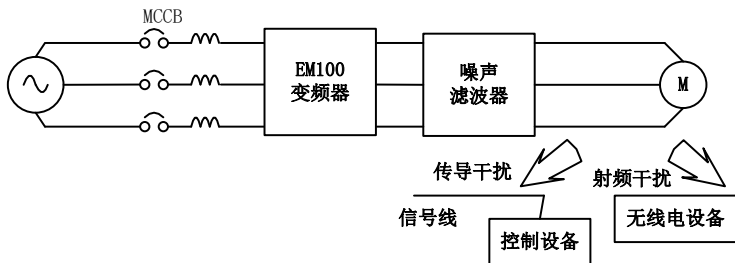 MCCB
EM100
变频器
噪声
滤波器
M
传导干扰
射频干扰
信号线
控制设备
无线电设备